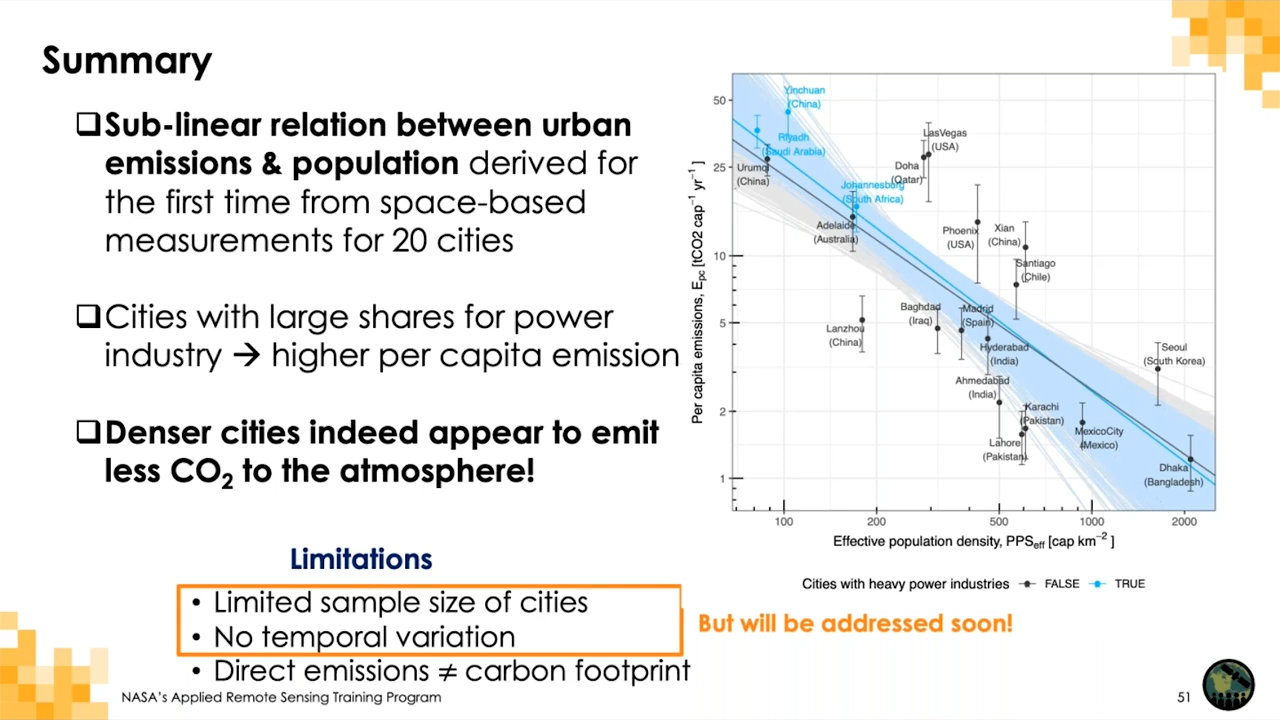 Summary
❑Sub-linear relation between urban
emissions & population derived for
the first time from space-based
measurements for 20 cities
❑Cities with large shares for power
industry → higher per capita emission
❑Denser cities indeed appear to emit
less CO₂ to the atmosphere!
Limitations
• Limited sample size of cities
• No temporal variation
• Direct emissions ≠ carbon footprint
But will be addressed soon!
Per capita emissions, Epc [tCO2 cap⁻¹ yr⁻¹]
50
25
10
5
2
1
Yinchuan
(China)
Riyadh
(Saudi Arabia)
Urumqi
(China)
LasVegas
(USA)
Doha
(Qatar)
Johannesburg
(South Africa)
Adelaide
(Australia)
Phoenix
(USA)
Xian
(China)
Santiago
(Chile)
Baghdad
(Iraq)
Madrid
(Spain)
Lanzhou
(China)
Hyderabad
(India)
Seoul
(South Korea)
Ahmedabad
(India)
Karachi
(Pakistan)
Lahore
(Pakistan)
MexicoCity
(Mexico)
Dhaka
(Bangladesh)
100
200
500
1000
2000
Effective population density, PPSeff [cap km⁻² ]
Cities with heavy power industries FALSE TRUE
NASA's Applied Remote Sensing Training Program
51